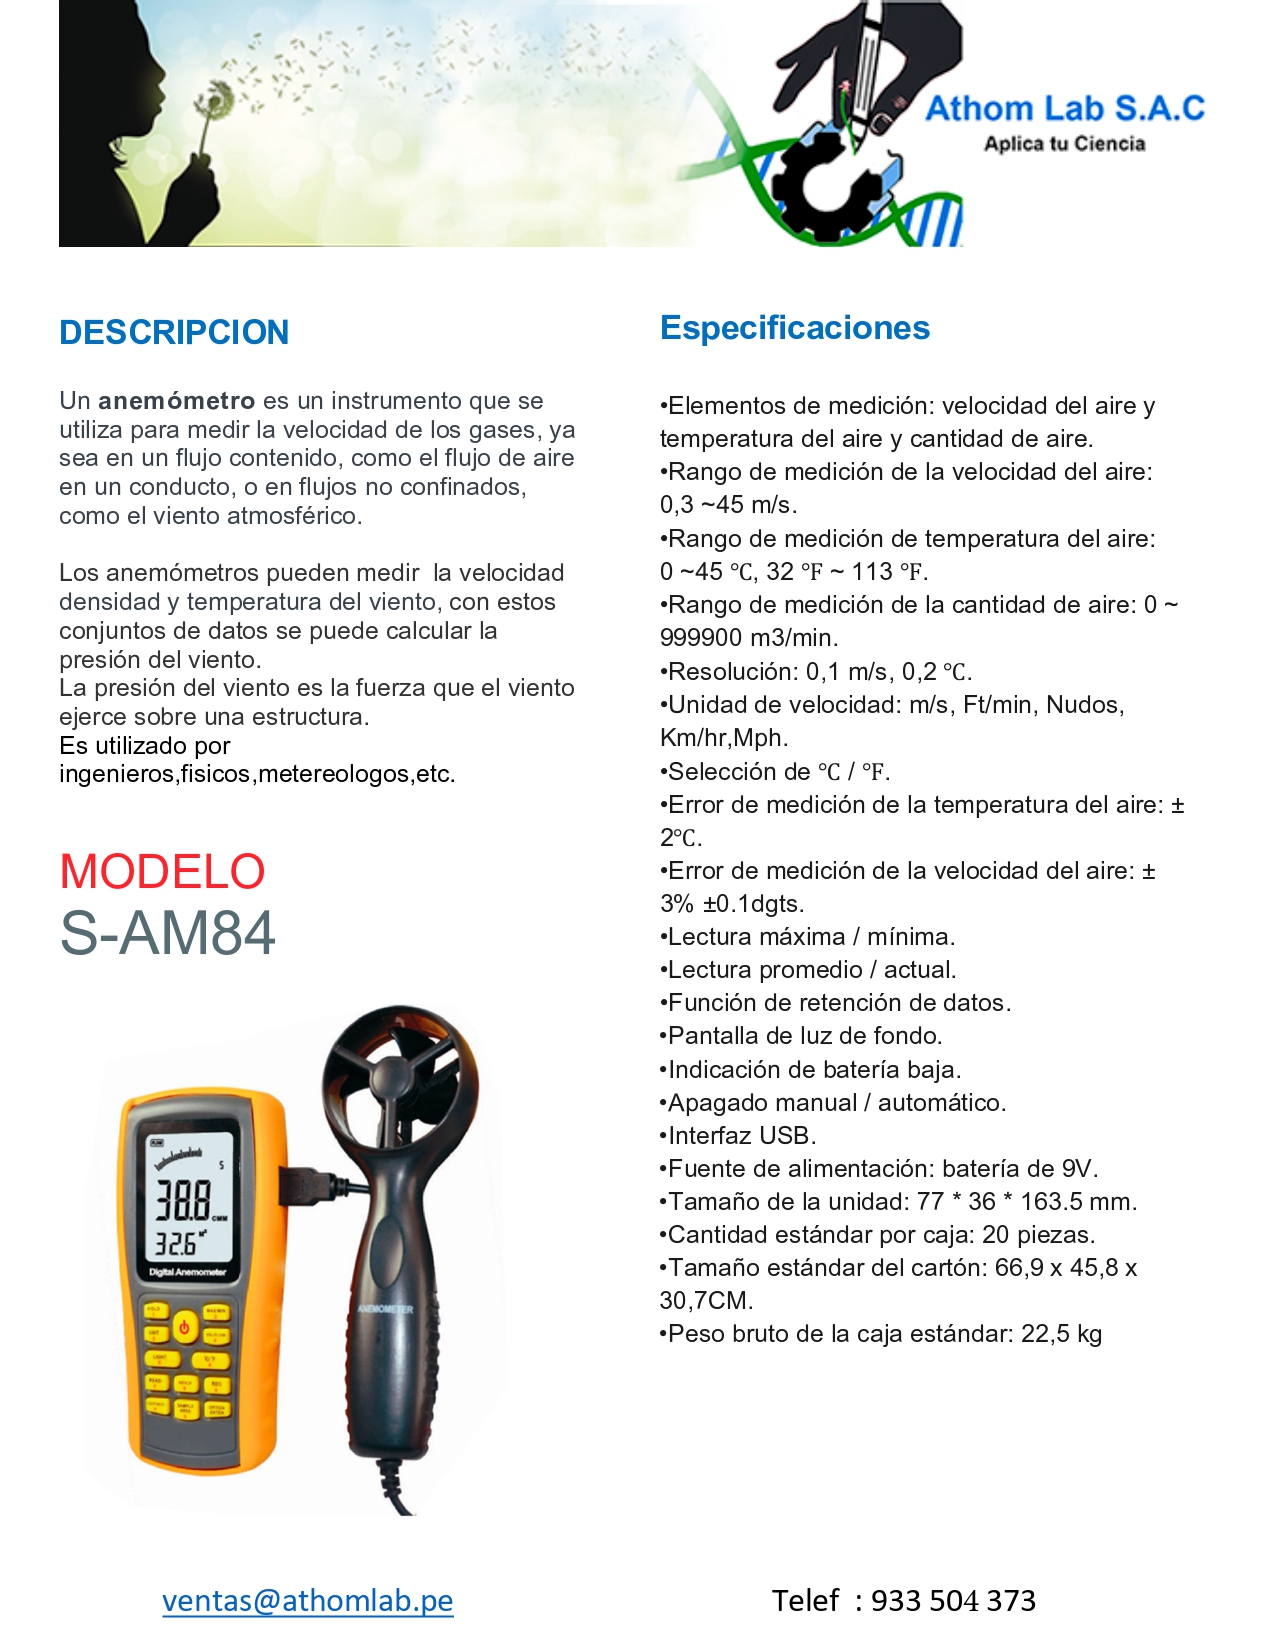 Athom Lab S.A.C
Aplica tu Ciencia
DESCRIPCION
Un anemómetro es un instrumento que se
utiliza para medir la velocidad de los gases, ya
sea en un flujo contenido, como el flujo de aire
en un conducto, o en flujos no confinados,
como el viento atmosférico.
Los anemómetros pueden medir  la velocidad
densidad y temperatura del viento, con estos
conjuntos de datos se puede calcular la
presión del viento.
La presión del viento es la fuerza que el viento
ejerce sobre una estructura.
Es utilizado por
ingenieros,fisicos,metereologos,etc.
MODELO
S-AM84
38.8 CMM
32.6 M²
S
Digital Anemometer
HOLD
MAX/MIN
UNIT
LIGHT
°C/°F
READ
REC
SAMPLE
ANEMOMETER
Especificaciones
•Elementos de medición: velocidad del aire y
temperatura del aire y cantidad de aire.
•Rango de medición de la velocidad del aire:
0,3 ~45 m/s.
•Rango de medición de temperatura del aire:
0 ~45 ℃, 32 ℉ ~ 113 ℉.
•Rango de medición de la cantidad de aire: 0 ~
999900 m3/min.
•Resolución: 0,1 m/s, 0,2 ℃.
•Unidad de velocidad: m/s, Ft/min, Nudos,
Km/hr,Mph.
•Selección de ℃ / ℉.
•Error de medición de la temperatura del aire: ±
2℃.
•Error de medición de la velocidad del aire: ±
3% ±0.1dgts.
•Lectura máxima / mínima.
•Lectura promedio / actual.
•Función de retención de datos.
•Pantalla de luz de fondo.
•Indicación de batería baja.
•Apagado manual / automático.
•Interfaz USB.
•Fuente de alimentación: batería de 9V.
•Tamaño de la unidad: 77 * 36 * 163.5 mm.
•Cantidad estándar por caja: 20 piezas.
•Tamaño estándar del cartón: 66,9 x 45,8 x
30,7CM.
•Peso bruto de la caja estándar: 22,5 kg
ventas@athomlab.pe
Telef  : 933 504 373